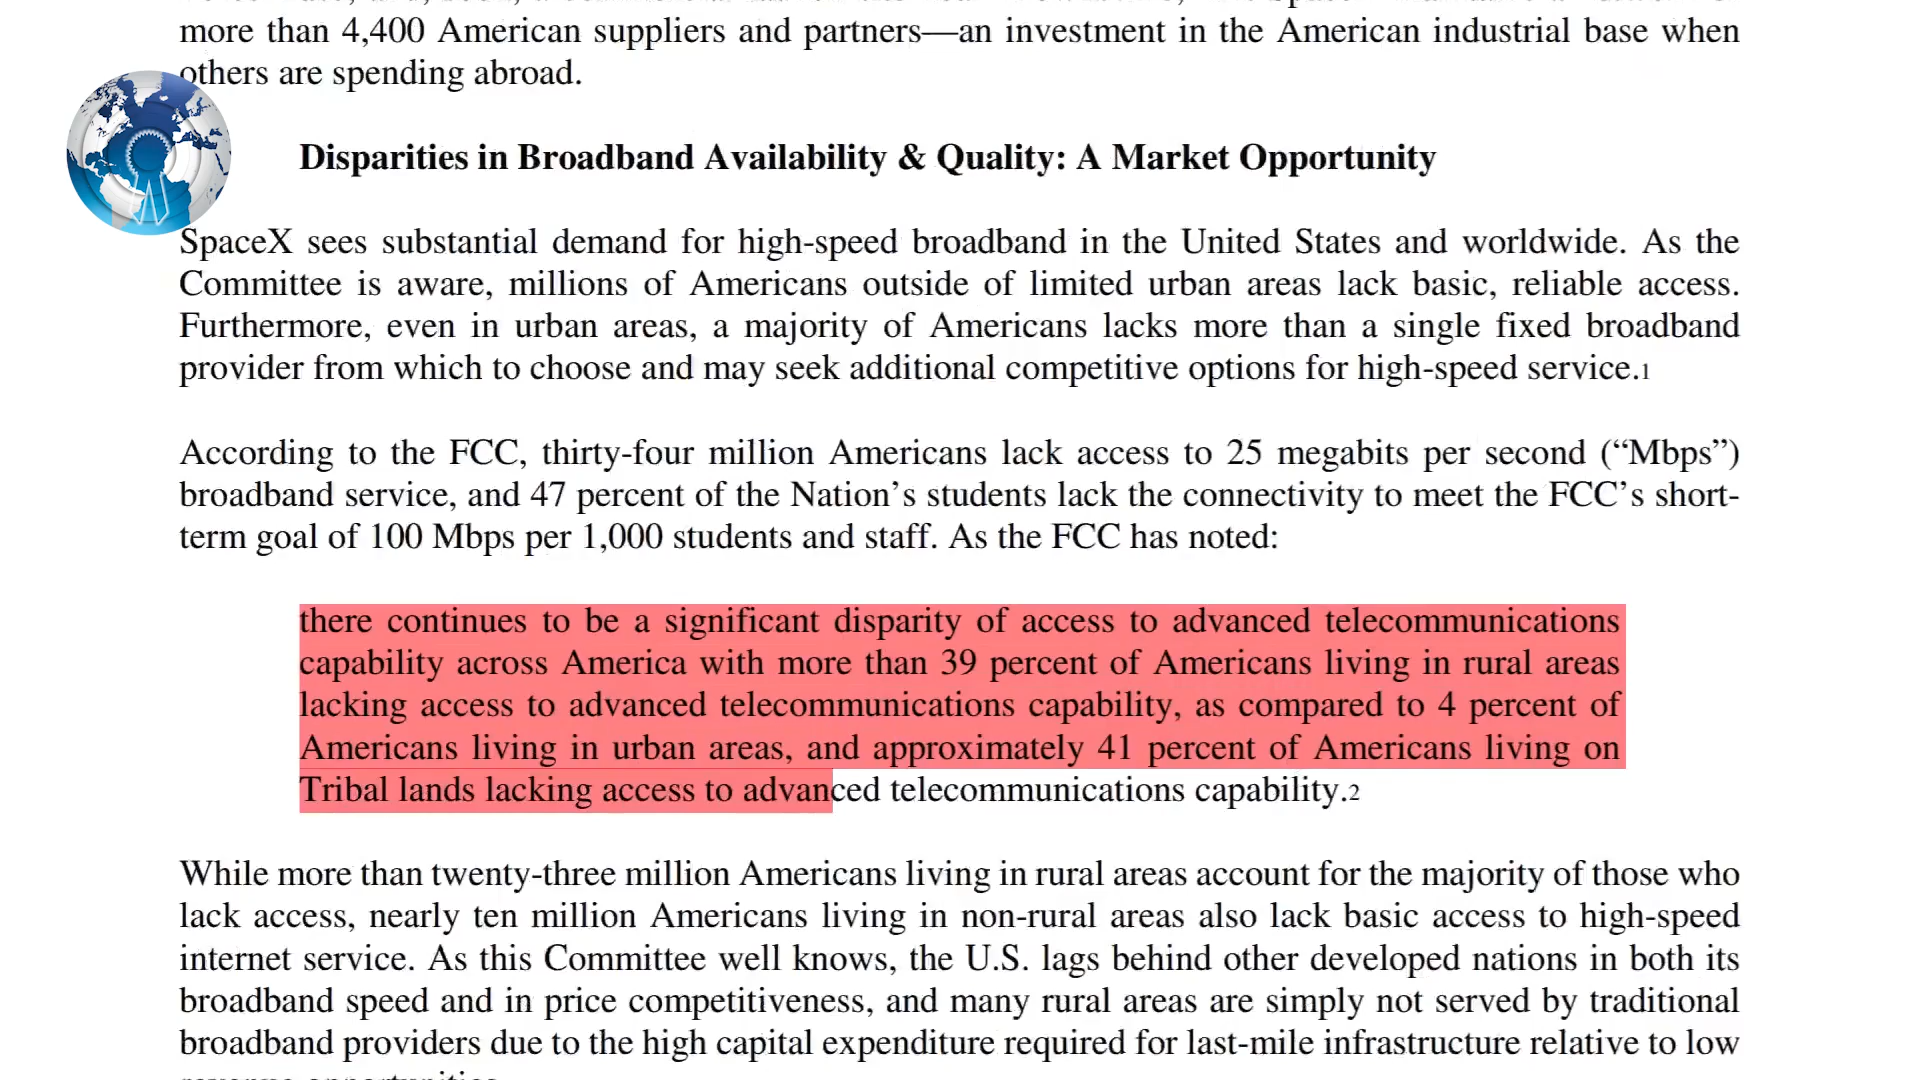 more than 4,400 American suppliers and partners—an investment in the American industrial base when
others are spending abroad.
Disparities in Broadband Availability & Quality: A Market Opportunity
SpaceX sees substantial demand for high-speed broadband in the United States and worldwide. As the
Committee is aware, millions of Americans outside of limited urban areas lack basic, reliable access.
Furthermore, even in urban areas, a majority of Americans lacks more than a single fixed broadband
provider from which to choose and may seek additional competitive options for high-speed service.1
According to the FCC, thirty-four million Americans lack access to 25 megabits per second (“Mbps”)
broadband service, and 47 percent of the Nation’s students lack the connectivity to meet the FCC’s short-
term goal of 100 Mbps per 1,000 students and staff. As the FCC has noted:
there continues to be a significant disparity of access to advanced telecommunications
capability across America with more than 39 percent of Americans living in rural areas
lacking access to advanced telecommunications capability, as compared to 4 percent of
Americans living in urban areas, and approximately 41 percent of Americans living on
Tribal lands lacking access to advanced telecommunications capability.2
While more than twenty-three million Americans living in rural areas account for the majority of those who
lack access, nearly ten million Americans living in non-rural areas also lack basic access to high-speed
internet service. As this Committee well knows, the U.S. lags behind other developed nations in both its
broadband speed and in price competitiveness, and many rural areas are simply not served by traditional
broadband providers due to the high capital expenditure required for last-mile infrastructure relative to low